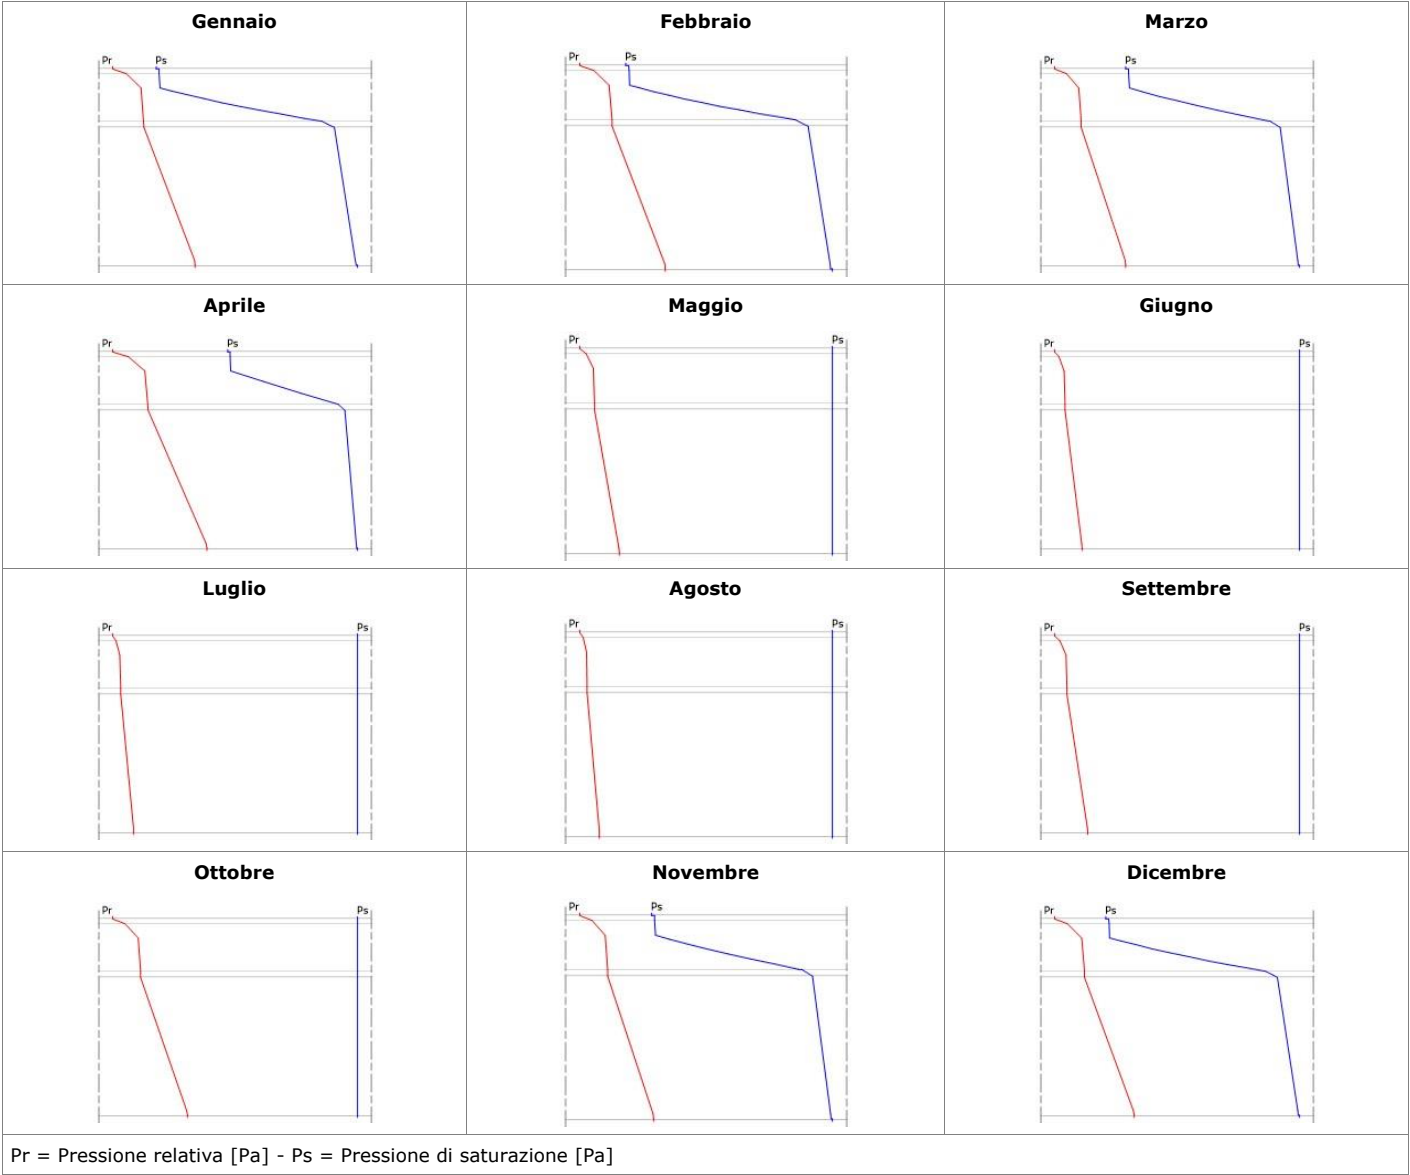 Gennaio Febbraio Marzo
Pr Ps Pr Ps Pr Ps
Aprile Maggio Giugno
Pr Ps Pr Ps Pr Ps
Luglio Agosto Settembre
Pr Ps Pr Ps Pr Ps
Ottobre Novembre Dicembre
Pr Ps Pr Ps Pr Ps
Pr = Pressione relativa [Pa] - Ps = Pressione di saturazione [Pa]